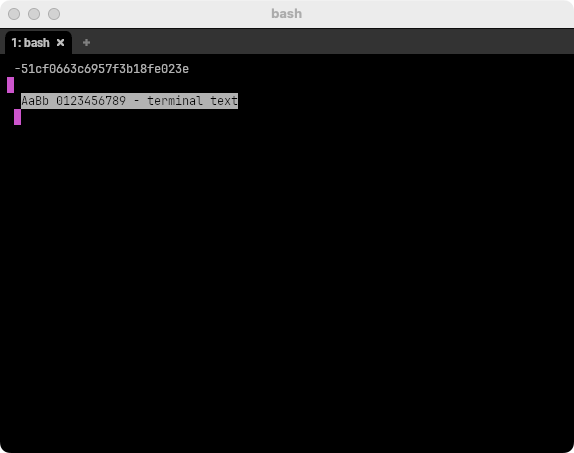 bash
1: bash × +
-51cf0663c6957f3b18fe023e
AaBb 0123456789 - terminal text